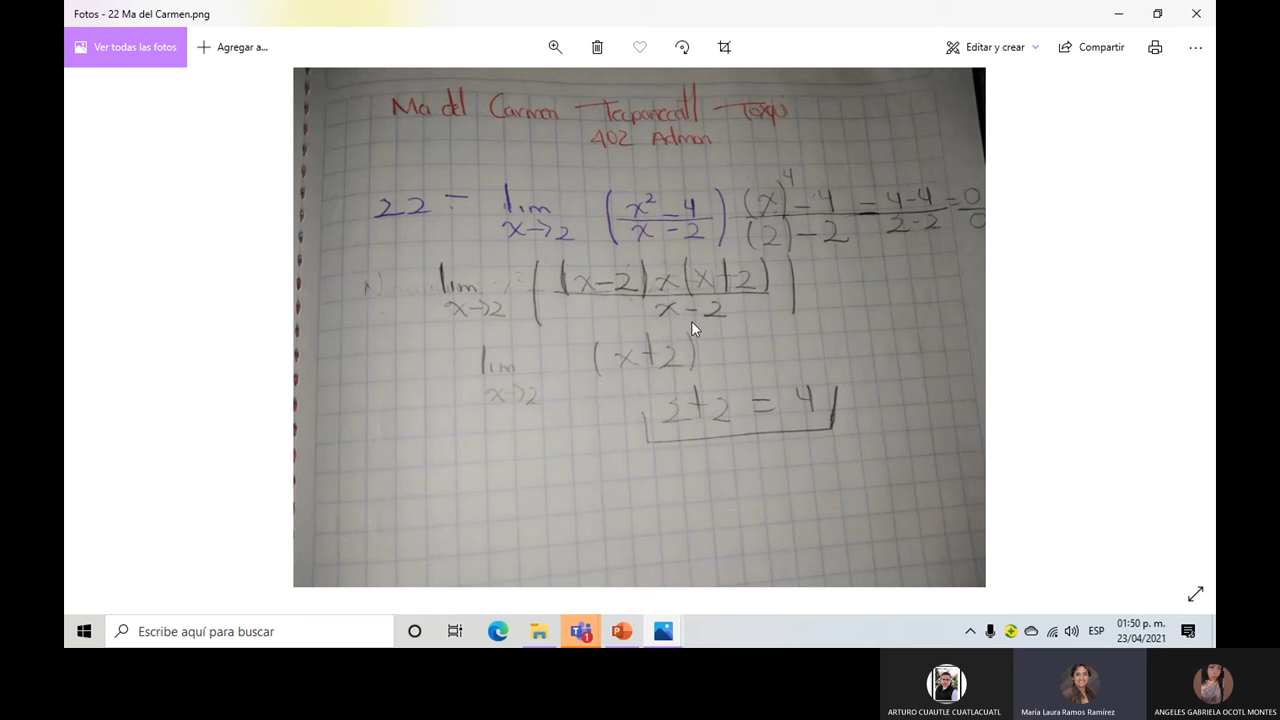 Fotos - 22 Ma del Carmen.png
Ver todas las fotos
Agregar a...
Editar y crear
Compartir
Ma del Carmen Tecpanecatl Toxqui
402 Admon
22 - lim x->2 (x² - 4 / x - 2) (x)⁴ - 4 / (2) - 2 = 4 - 4 / 2 - 2 = 0 / 0
lim x->2 ((x-2) x (x+2) / x - 2)
lim x->2 (x+2)
2+2 = 4
Escribe aquí para buscar
ESP
01:50 p. m.
23/04/2021
ARTURO CUAUTLE CUATLACUATL
María Laura Ramos Ramírez
ANGELES GABRIELA OCOTL MONTES